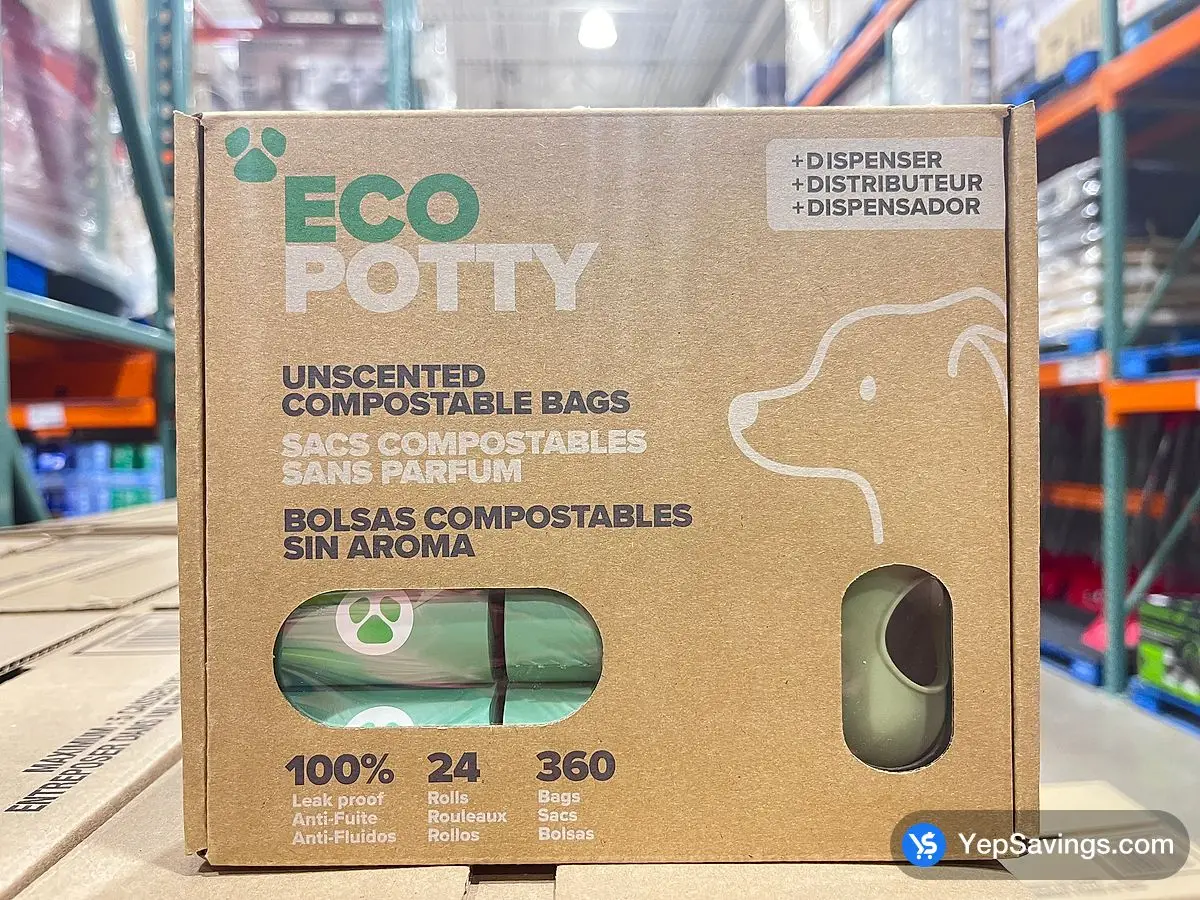 +DISPENSER
+DISTRIBUTEUR
+DISPENSADOR
ECO
POTTY
UNSCENTED
COMPOSTABLE BAGS
SACS COMPOSTABLES
SANS PARFUM
BOLSAS COMPOSTABLES
SIN AROMA
100%
Leak proof
Anti-Fuite
Anti-Fluidos
24
Rolls
Rouleaux
Rollos
360
Bags
Sacs
Bolsas
YepSavings.com